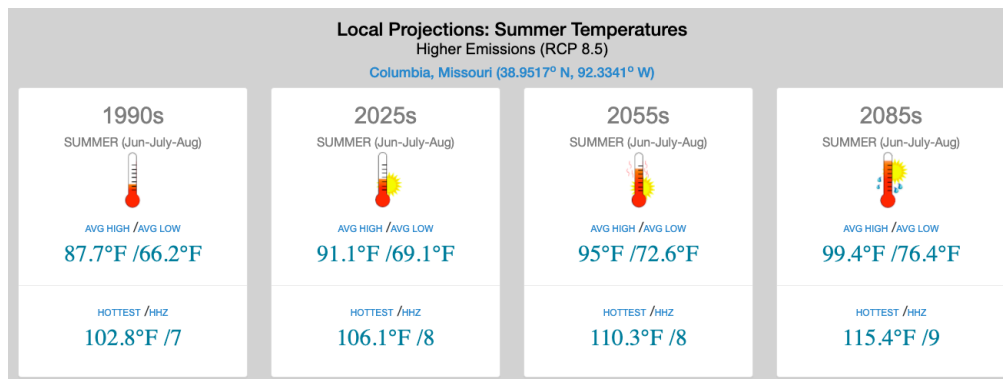 Local Projections: Summer Temperatures
Higher Emissions (RCP 8.5)
Columbia, Missouri (38.9517° N, 92.3341° W)
1990s
SUMMER (Jun-July-Aug)
AVG HIGH /AVG LOW
87.7°F /66.2°F
HOTTEST /HHZ
102.8°F /7
2025s
SUMMER (Jun-July-Aug)
AVG HIGH /AVG LOW
91.1°F /69.1°F
HOTTEST /HHZ
106.1°F /8
2055s
SUMMER (Jun-July-Aug)
AVG HIGH /AVG LOW
95°F /72.6°F
HOTTEST /HHZ
110.3°F /8
2085s
SUMMER (Jun-July-Aug)
AVG HIGH /AVG LOW
99.4°F /76.4°F
HOTTEST /HHZ
115.4°F /9